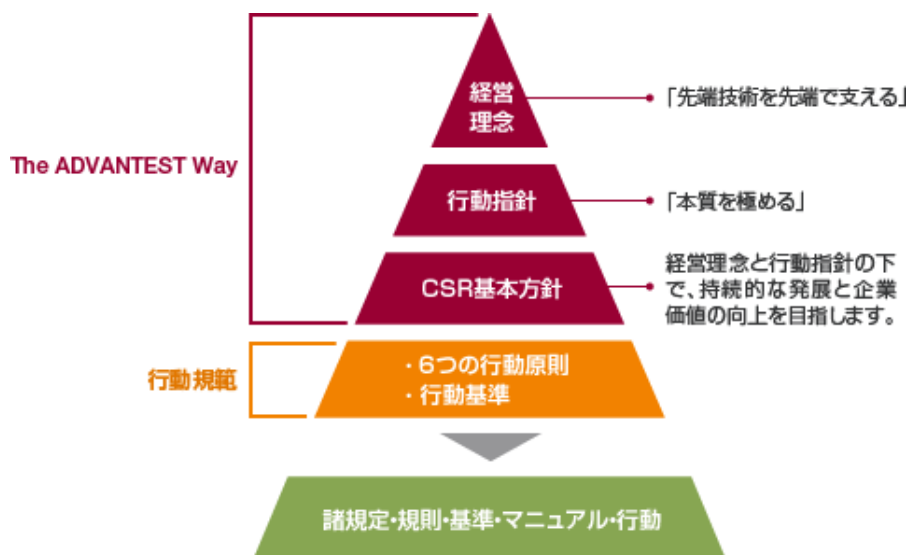 経営
理念
「先端技術を先端で支える」
The ADVANTEST Way
行動指針
「本質を極める」
CSR基本方針
経営理念と行動指針の下
で、持続的な発展と企業
価値の向上を目指します。
行動規範
・6つの行動原則
・行動基準
諸規定・規則・基準・マニュアル・行動